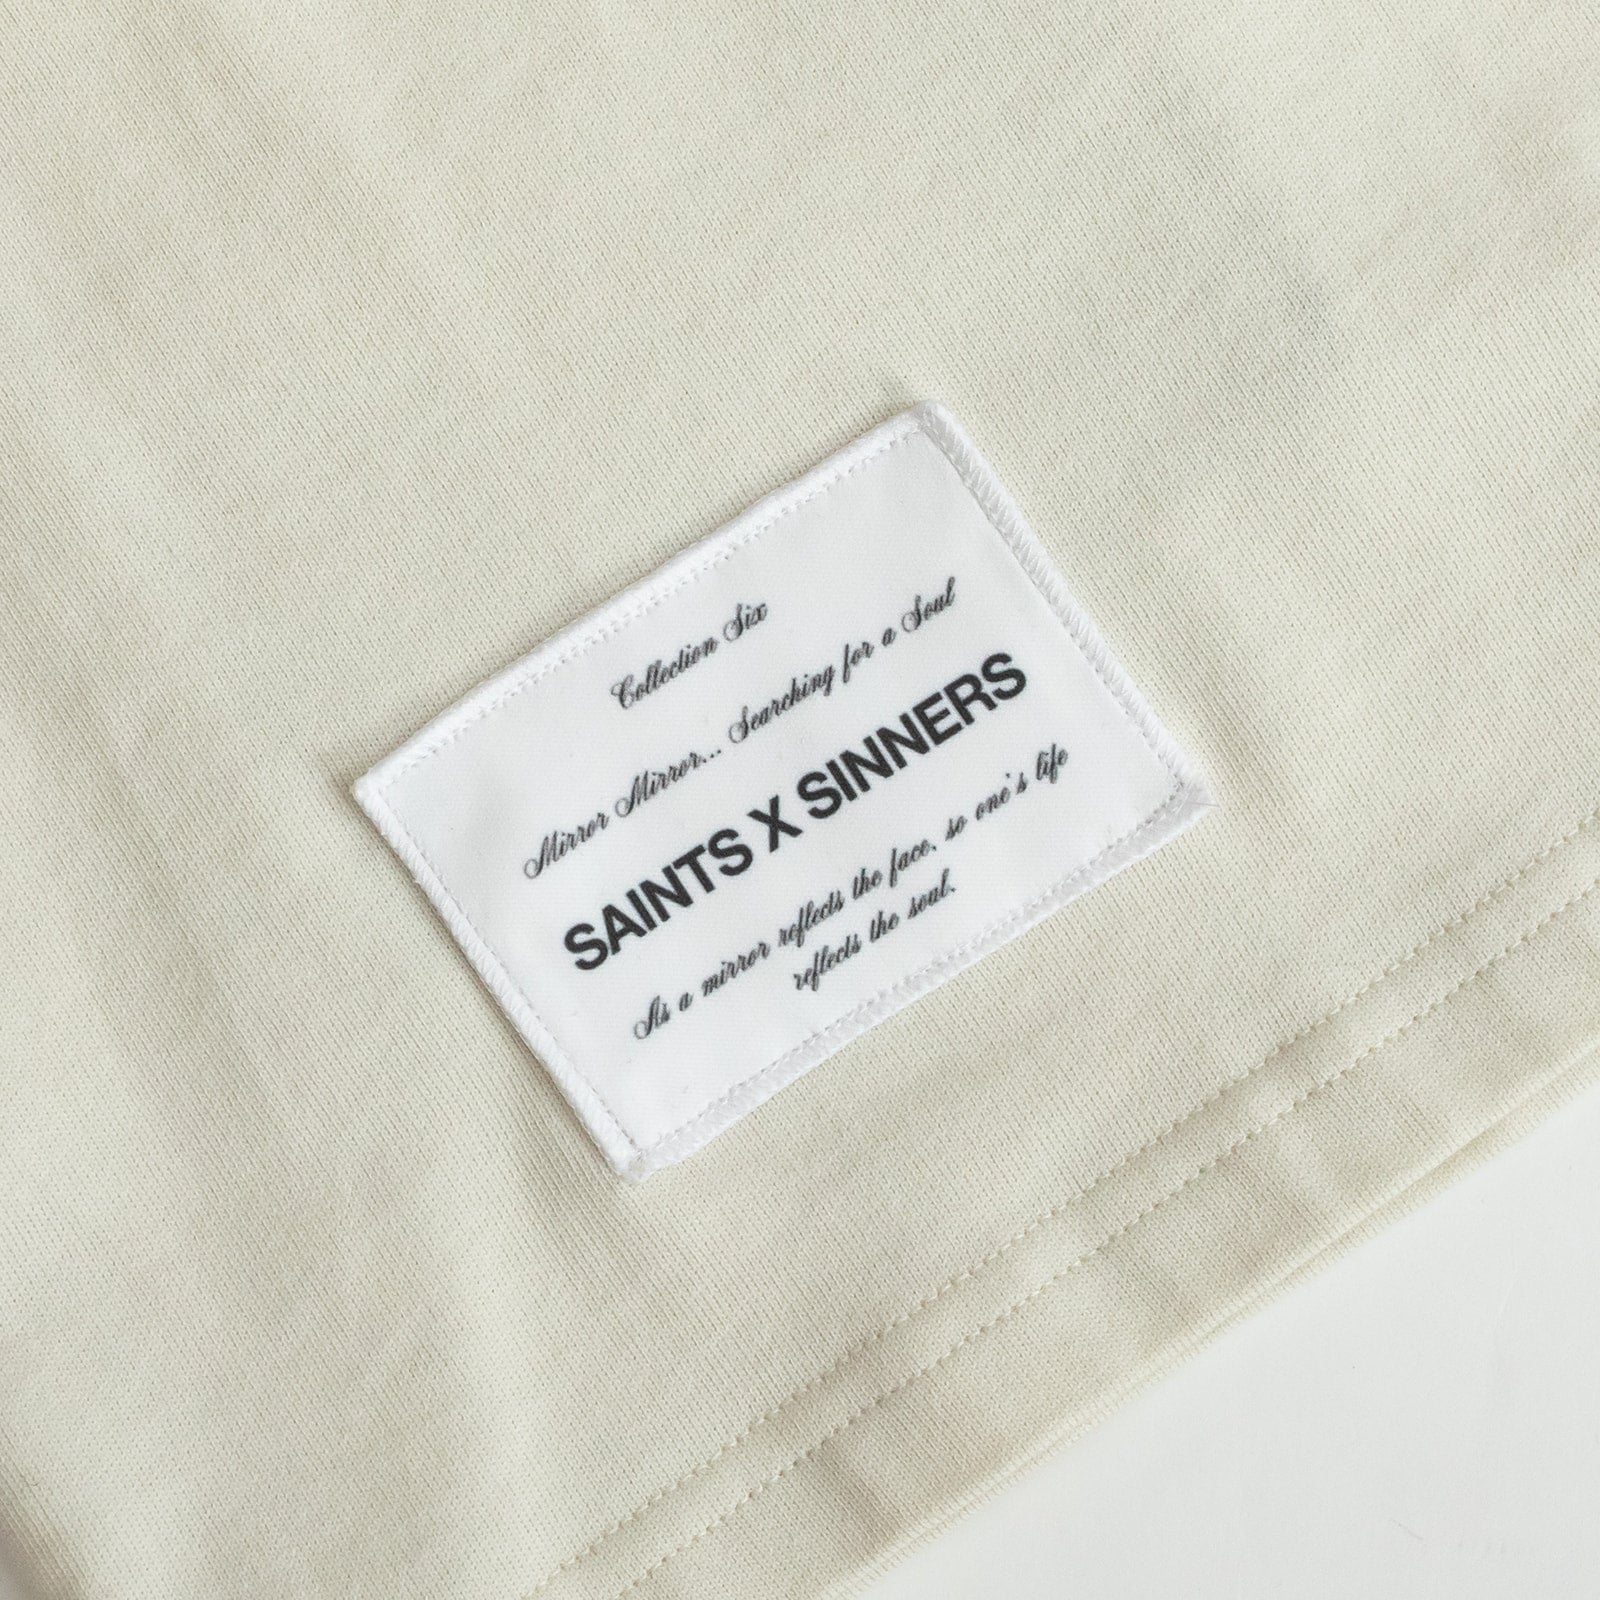 Collection Six
Mirror Mirror... Searching for a Soul
SAINTS X SINNERS
As a mirror reflects the face, so one's life
reflects the soul.